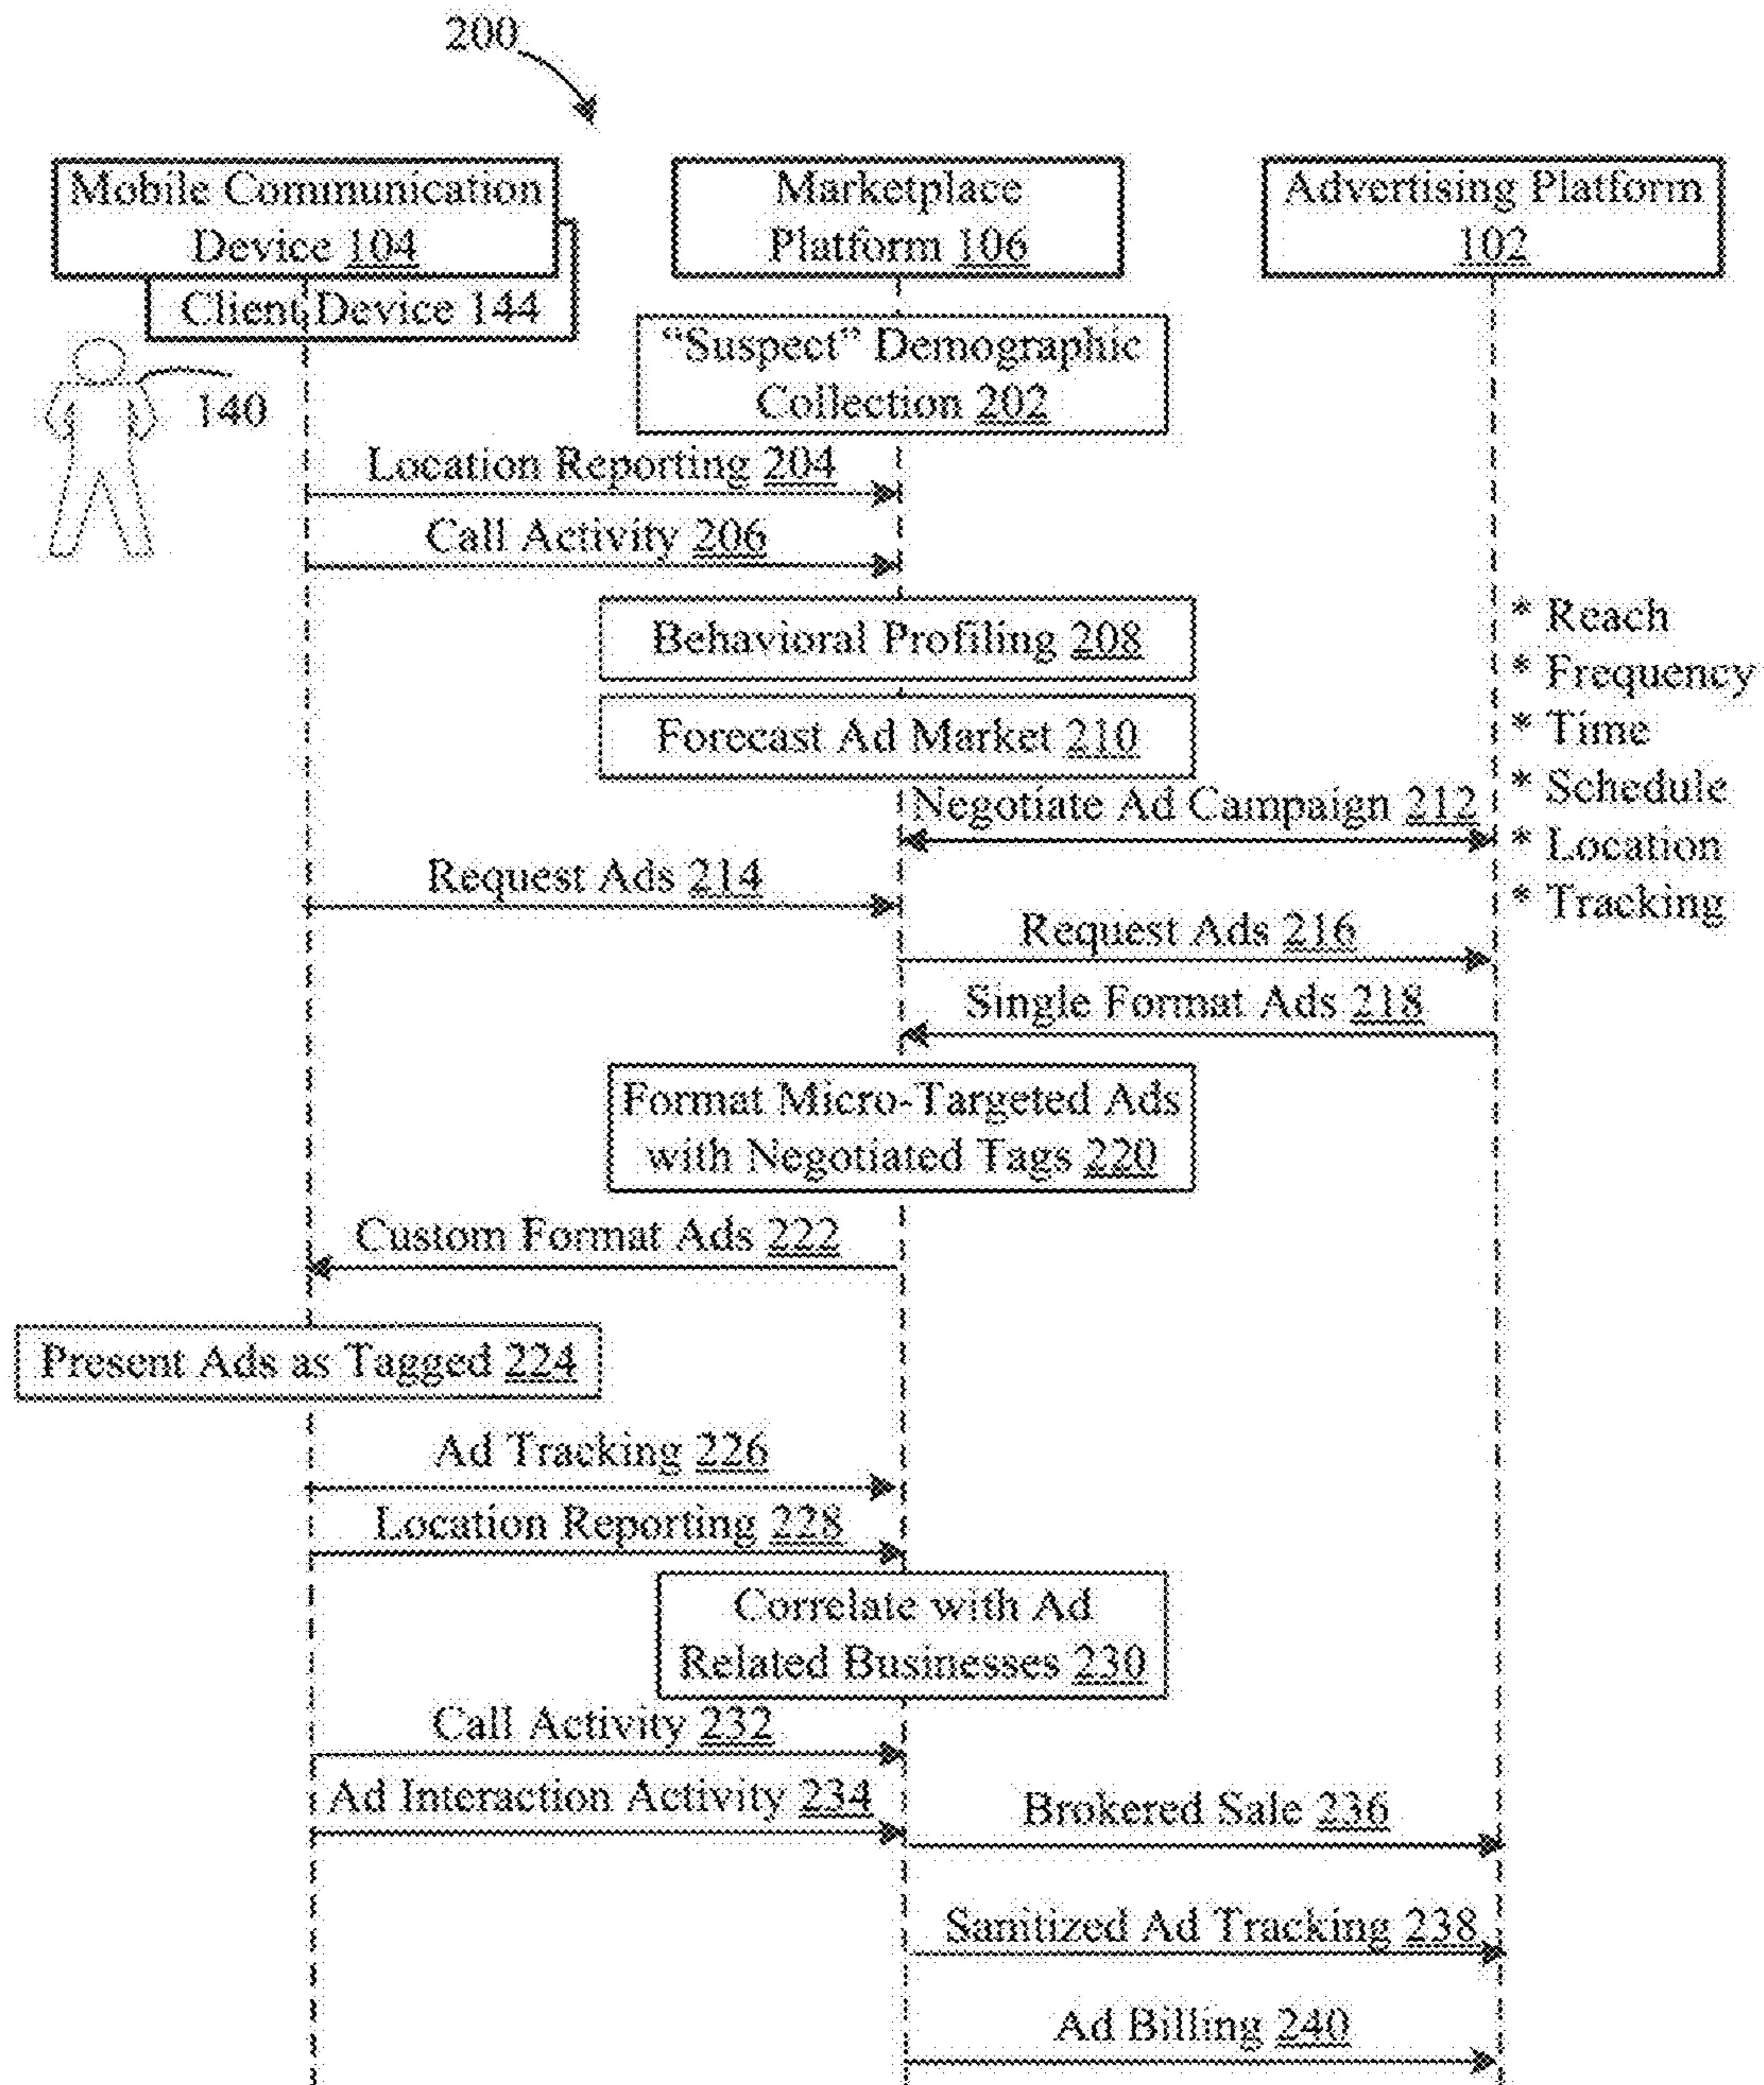 200
Mobile Communication
Device 104
Client Device 144
Marketplace
Platform 106
Advertising Platform
102
140
“Suspect” Demographic
Collection 202
Location Reporting 204
Call Activity 206
Behavioral Profiling 208
Forecast Ad Market 210
* Reach
* Frequency
* Time
* Schedule
* Location
* Tracking
Negotiate Ad Campaign 212
Request Ads 214
Request Ads 216
Single Format Ads 218
Format Micro-Targeted Ads
with Negotiated Tags 220
Custom Format Ads 222
Present Ads as Tagged 224
Ad Tracking 226
Location Reporting 228
Correlate with Ad
Related Businesses 230
Call Activity 232
Ad Interaction Activity 234
Brokered Sale 236
Sanitized Ad Tracking 238
Ad Billing 240